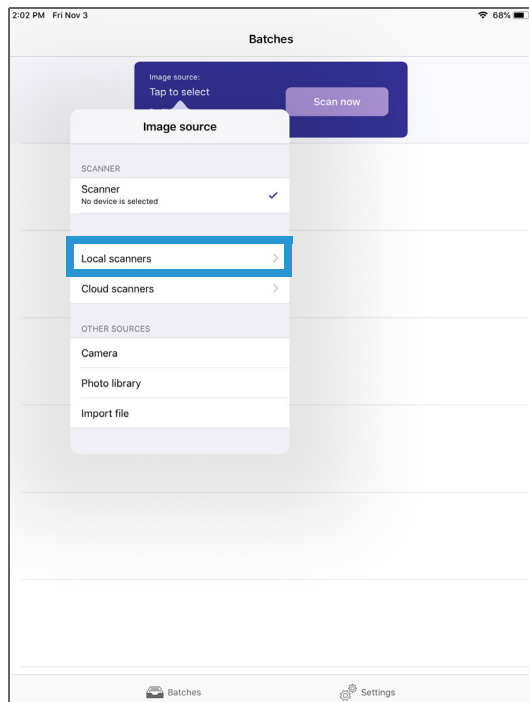 2:02 PM Fri Nov 3 68%
Batches
Image source:
Tap to select
Scan now
Image source
SCANNER
Scanner
No device is selected
Local scanners
Cloud scanners
OTHER SOURCES
Camera
Photo library
Import file
Batches Settings